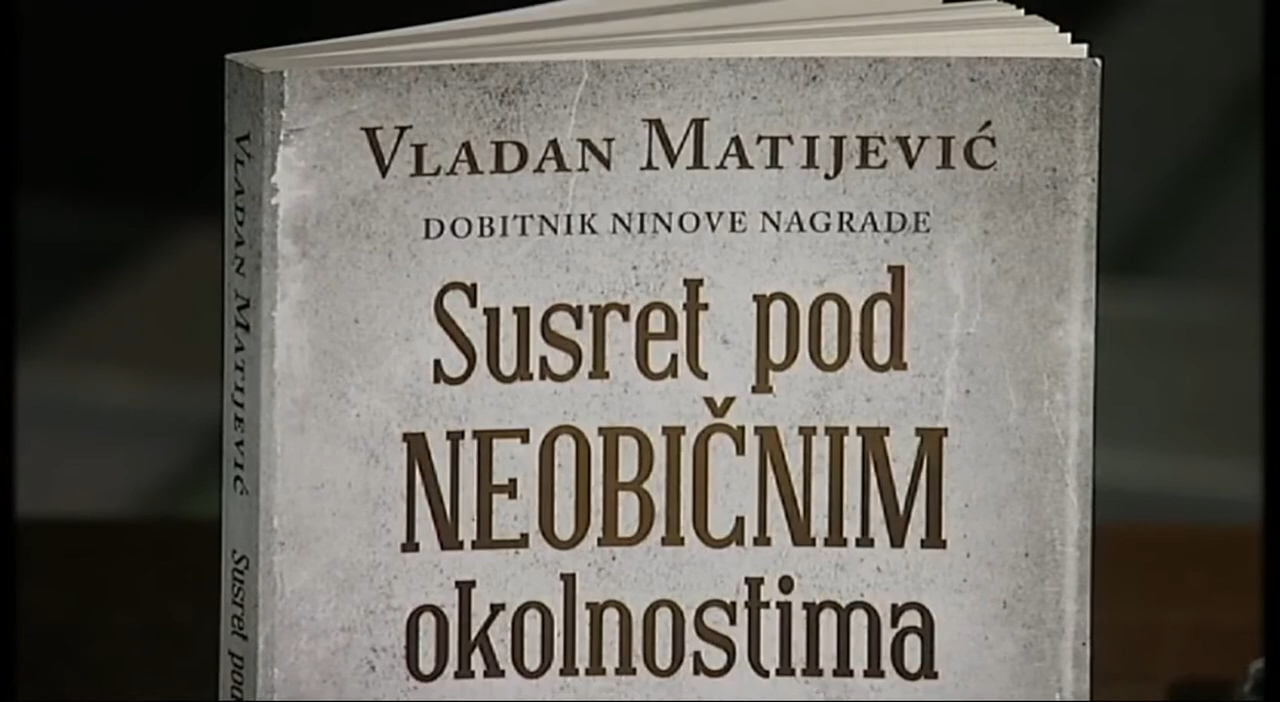 VLADAN MATIJEVIĆ
DOBITNIK NINOVE NAGRADE
Susret pod
NEOBIČNIM
okolnostima
VLADAN MATIJEVIĆ Susret pod